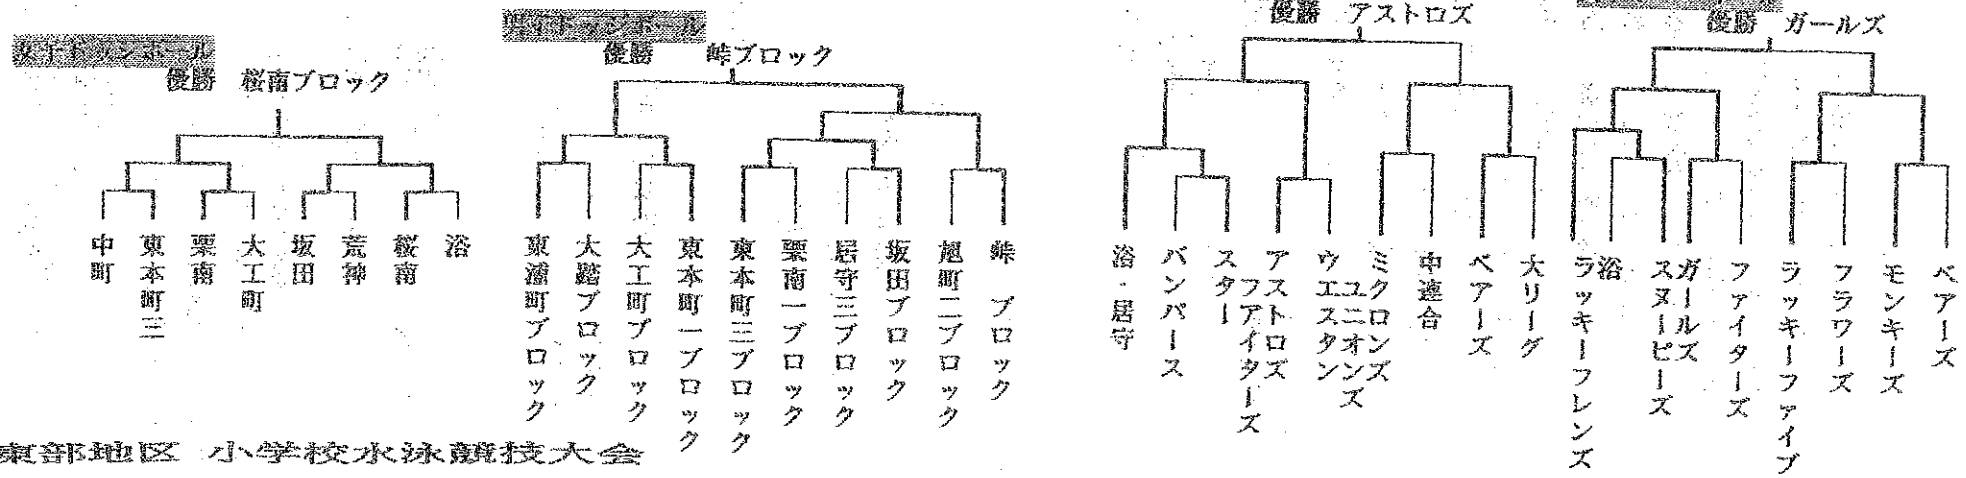 女子ドッジボール
優勝 桜南ブロック
中町
東本町三
栗南
大工町
坂田
荒神
桜南
浴
男子ドッジボール
優勝 峠ブロック
東浦町ブロック
大踏ブロック
大工町ブロック
東本町一ブロック
東本町三ブロック
栗南一ブロック
居守三ブロック
坂田ブロック
旭町二ブロック
峠 ブロック
優勝 アストロズ
浴・居守
バンパース
スター
ファイターズ
アストロズ
ウエスタン
ユニオンズ
ミクロンズ
中連合
ベアーズ
大リーグ
優勝 ガールズ
ラッキーフレンズ
浴
スヌーピーズ
ガールズ
ファイターズ
ラッキーファイブ
フラワーズ
モンキーズ
ベアーズ
東部地区 小学校水泳競技大会